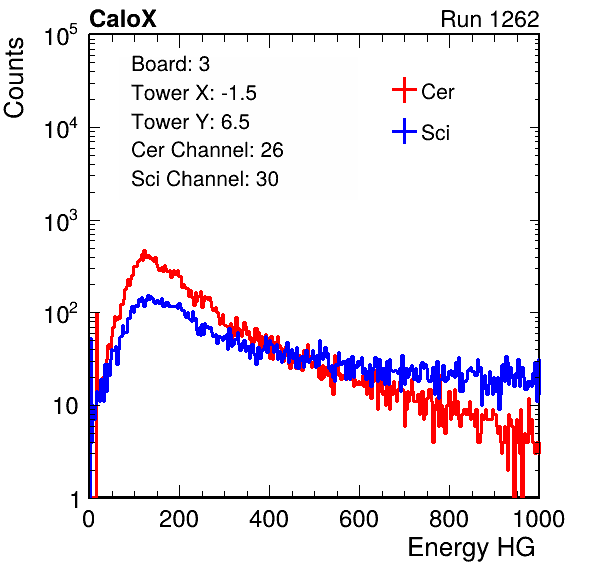 CaloX Run 1262
Counts
Board: 3
Tower X: -1.5
Tower Y: 6.5
Cer Channel: 26
Sci Channel: 30
Cer
Sci
10^5
10^4
10^3
10^2
10
1
0 200 400 600 800 1000
Energy HG